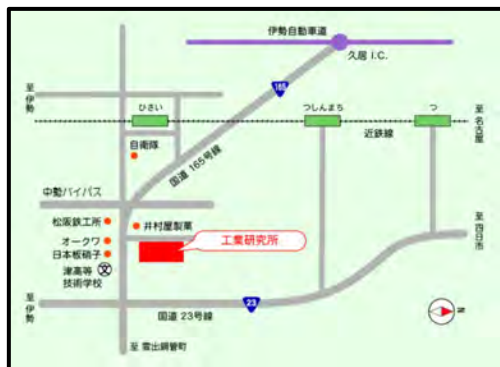 伊勢自動車道
久居 I.C.
165
至伊勢
ひさい
つしんまち
つ
至名古屋
近鉄線
自衛隊
国道 165号線
中勢バイパス
松阪鉄工所
井村屋製菓
オークワ
工業研究所
日本板硝子
津高等
技術学校
文
至四日市
至伊勢
23
国道 23号線
N
至 雲出鋼管町